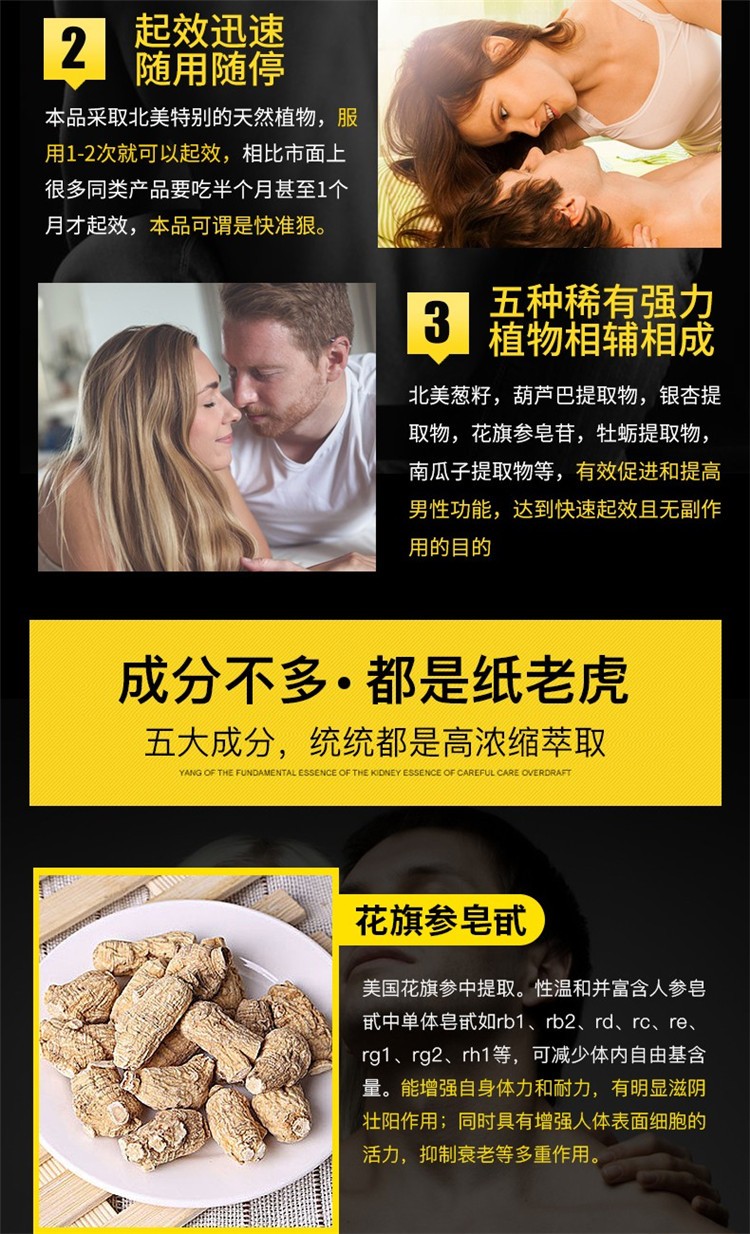 2
起效迅速
随用随停
本品采取北美特别的天然植物，服
用1-2次就可以起效，相比市面上
很多同类产品要吃半个月甚至1个
月才起效，本品可谓是快准狠。
3
五种稀有强力
植物相辅相成
北美葱籽，葫芦巴提取物，银杏提
取物，花旗参皂苷，牡蛎提取物，
南瓜子提取物等，有效促进和提高
男性功能，达到快速起效且无副作
用的目的
成分不多·都是纸老虎
五大成分，统统都是高浓缩萃取
YANG OF THE FUNDAMENTAL ESSENCE OF THE KIDNEY ESSENCE OF CAREFUL CARE OVERDRAFT
花旗参皂甙
美国花旗参中提取。性温和并富含人参皂
甙中单体皂甙如rb1、rb2、rd、rc、re、
rg1、rg2、rh1等，可减少体内自由基含
量。能增强自身体力和耐力，有明显滋阴
壮阳作用；同时具有增强人体表面细胞的
活力，抑制衰老等多重作用。